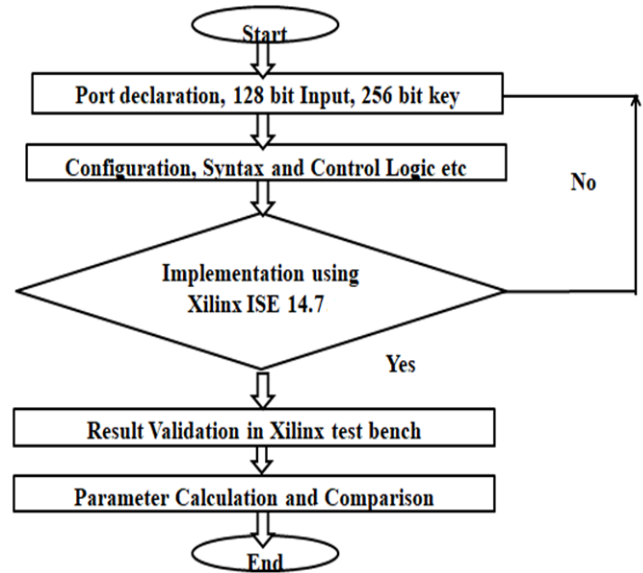 Start
Port declaration, 128 bit Input, 256 bit key
Configuration, Syntax and Control Logic etc
No
Implementation using
Xilinx ISE 14.7
Yes
Result Validation in Xilinx test bench
Parameter Calculation and Comparison
End